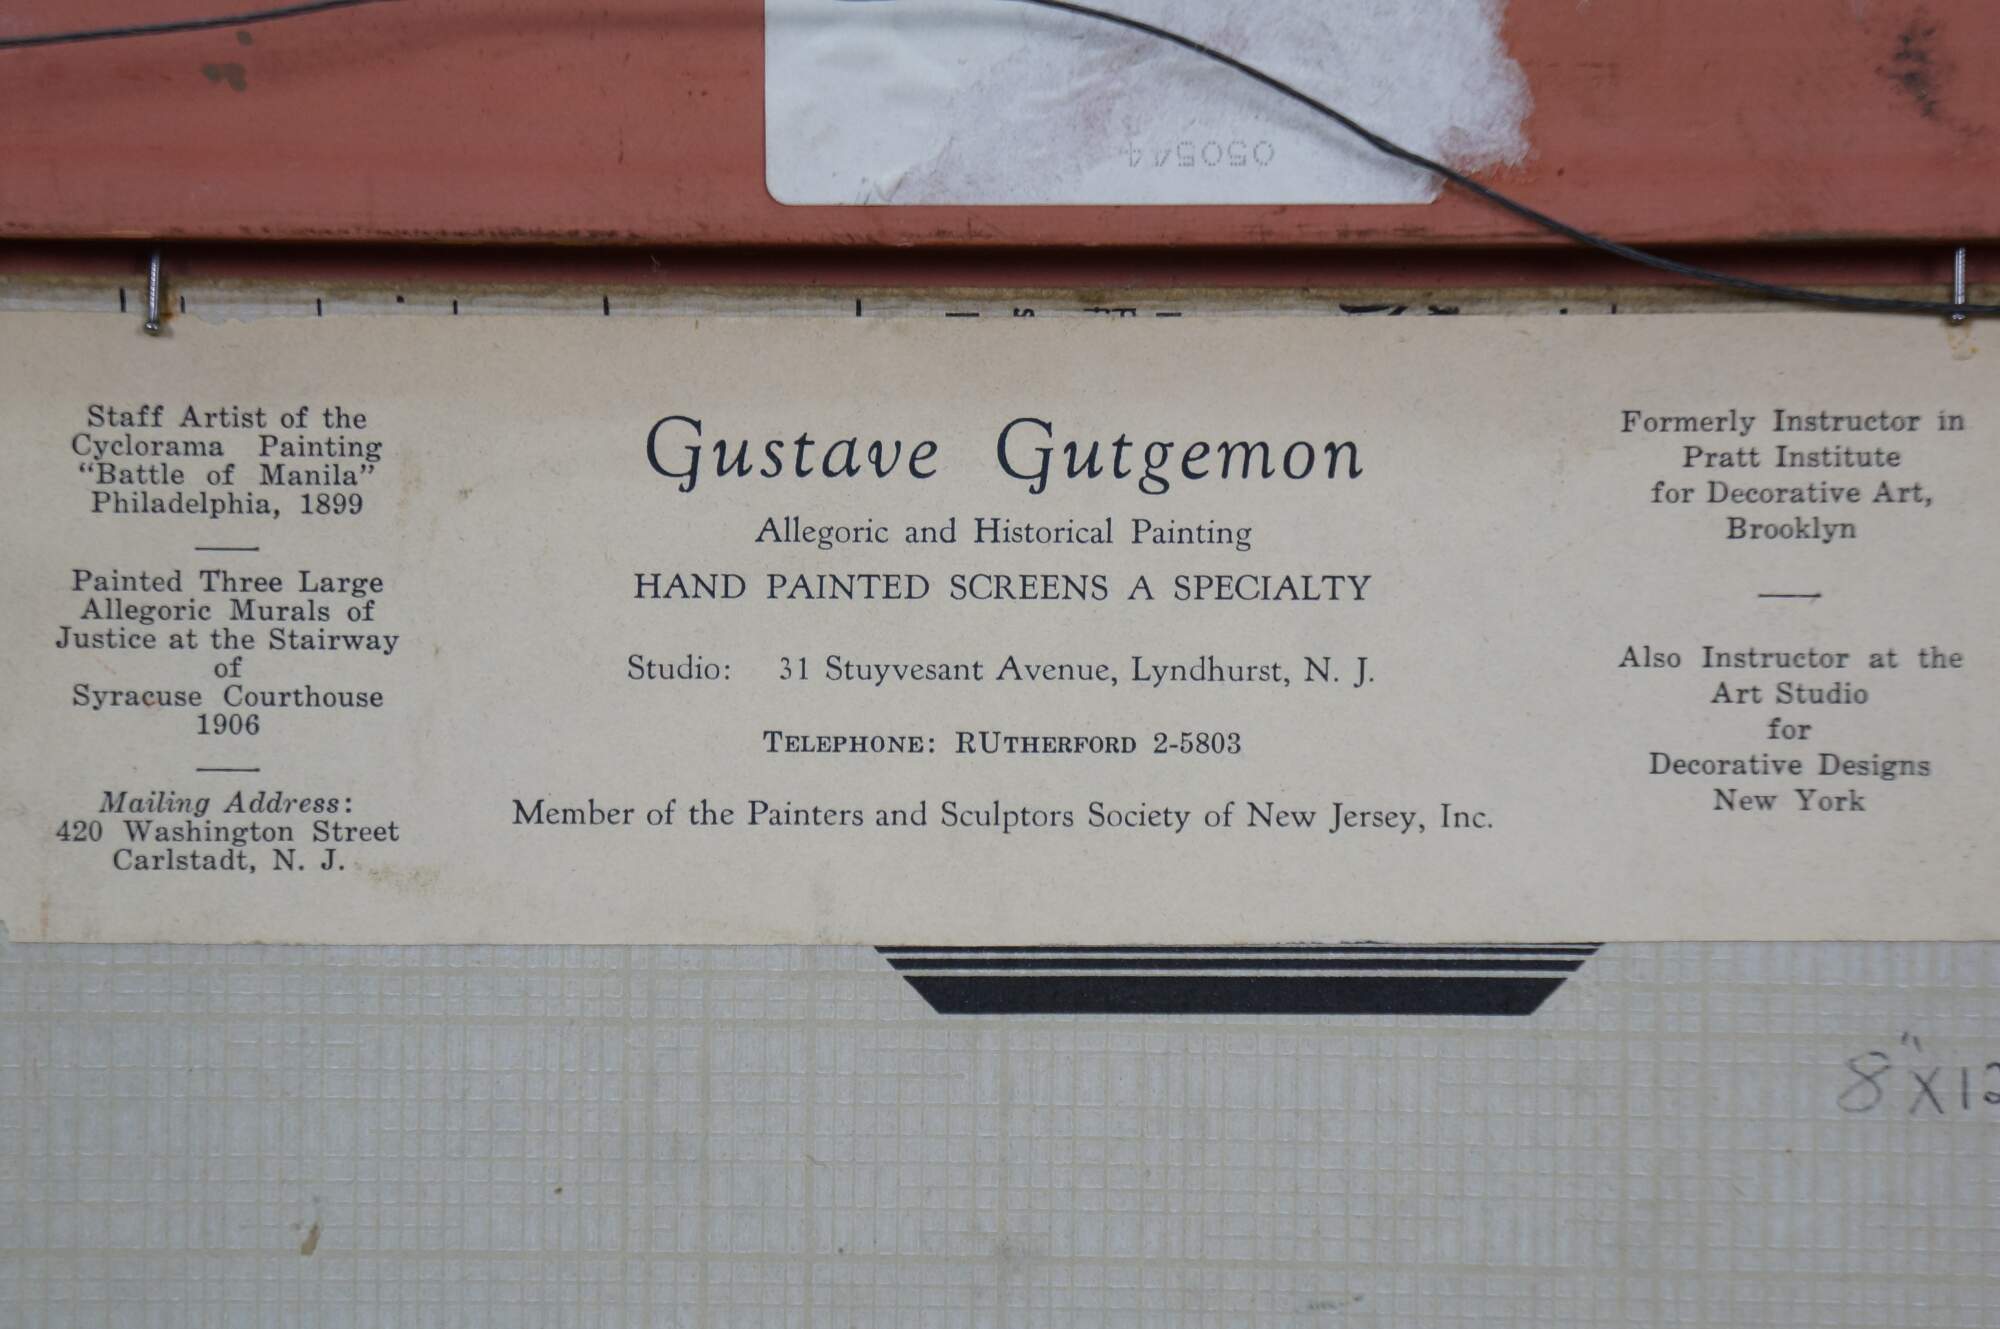 050544
Staff Artist of the
Cyclorama Painting
"Battle of Manila"
Philadelphia, 1899
Painted Three Large
Allegoric Murals of
Justice at the Stairway
of
Syracuse Courthouse
1906
Mailing Address:
420 Washington Street
Carlstadt, N. J.
Gustave Gutgemon
Allegoric and Historical Painting
HAND PAINTED SCREENS A SPECIALTY
Studio: 31 Stuyvesant Avenue, Lyndhurst, N. J.
TELEPHONE: RUTHERFORD 2-5803
Member of the Painters and Sculptors Society of New Jersey, Inc.
Formerly Instructor in
Pratt Institute
for Decorative Art,
Brooklyn
Also Instructor at the
Art Studio
for
Decorative Designs
New York
8" X 12